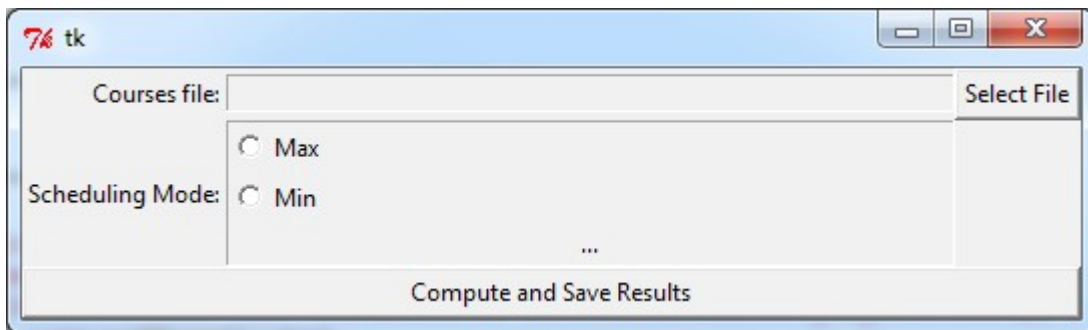 tk
Courses file: Select File
Max
Scheduling Mode: Min
...
Compute and Save Results